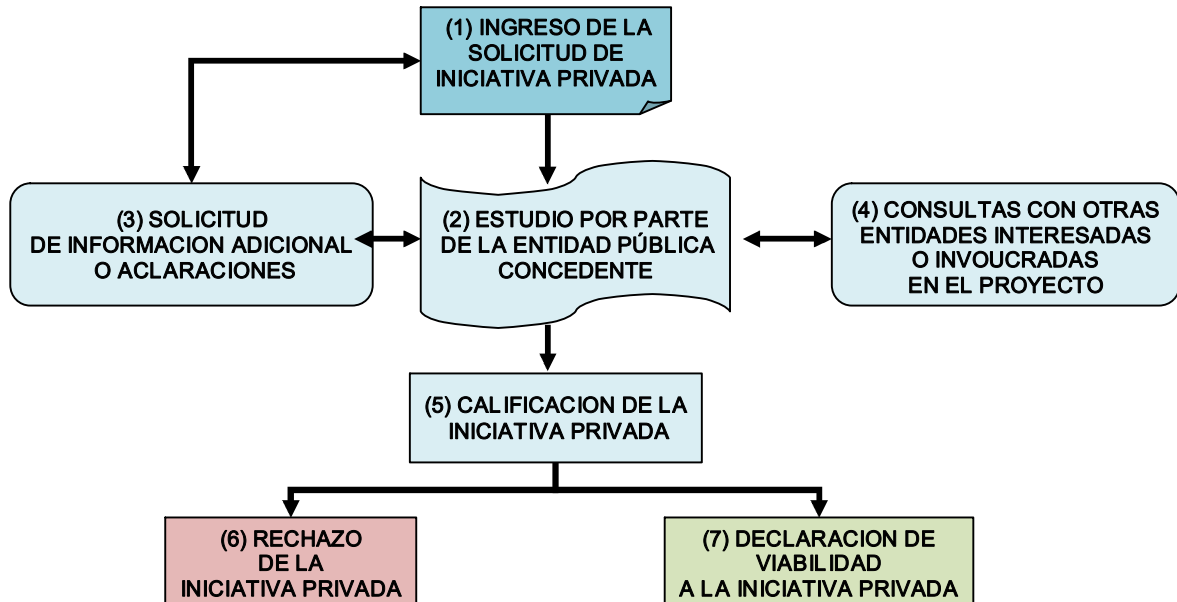 (1) INGRESO DE LA
SOLICITUD DE
INICIATIVA PRIVADA
(3) SOLICITUD
DE INFORMACION ADICIONAL
O ACLARACIONES
(2) ESTUDIO POR PARTE
DE LA ENTIDAD PÚBLICA
CONCEDENTE
(4) CONSULTAS CON OTRAS
ENTIDADES INTERESADAS
O INVOUCRADAS
EN EL PROYECTO
(5) CALIFICACION DE LA
INICIATIVA PRIVADA
(6) RECHAZO
DE LA
INICIATIVA PRIVADA
(7) DECLARACION DE
VIABILIDAD
A LA INICIATIVA PRIVADA